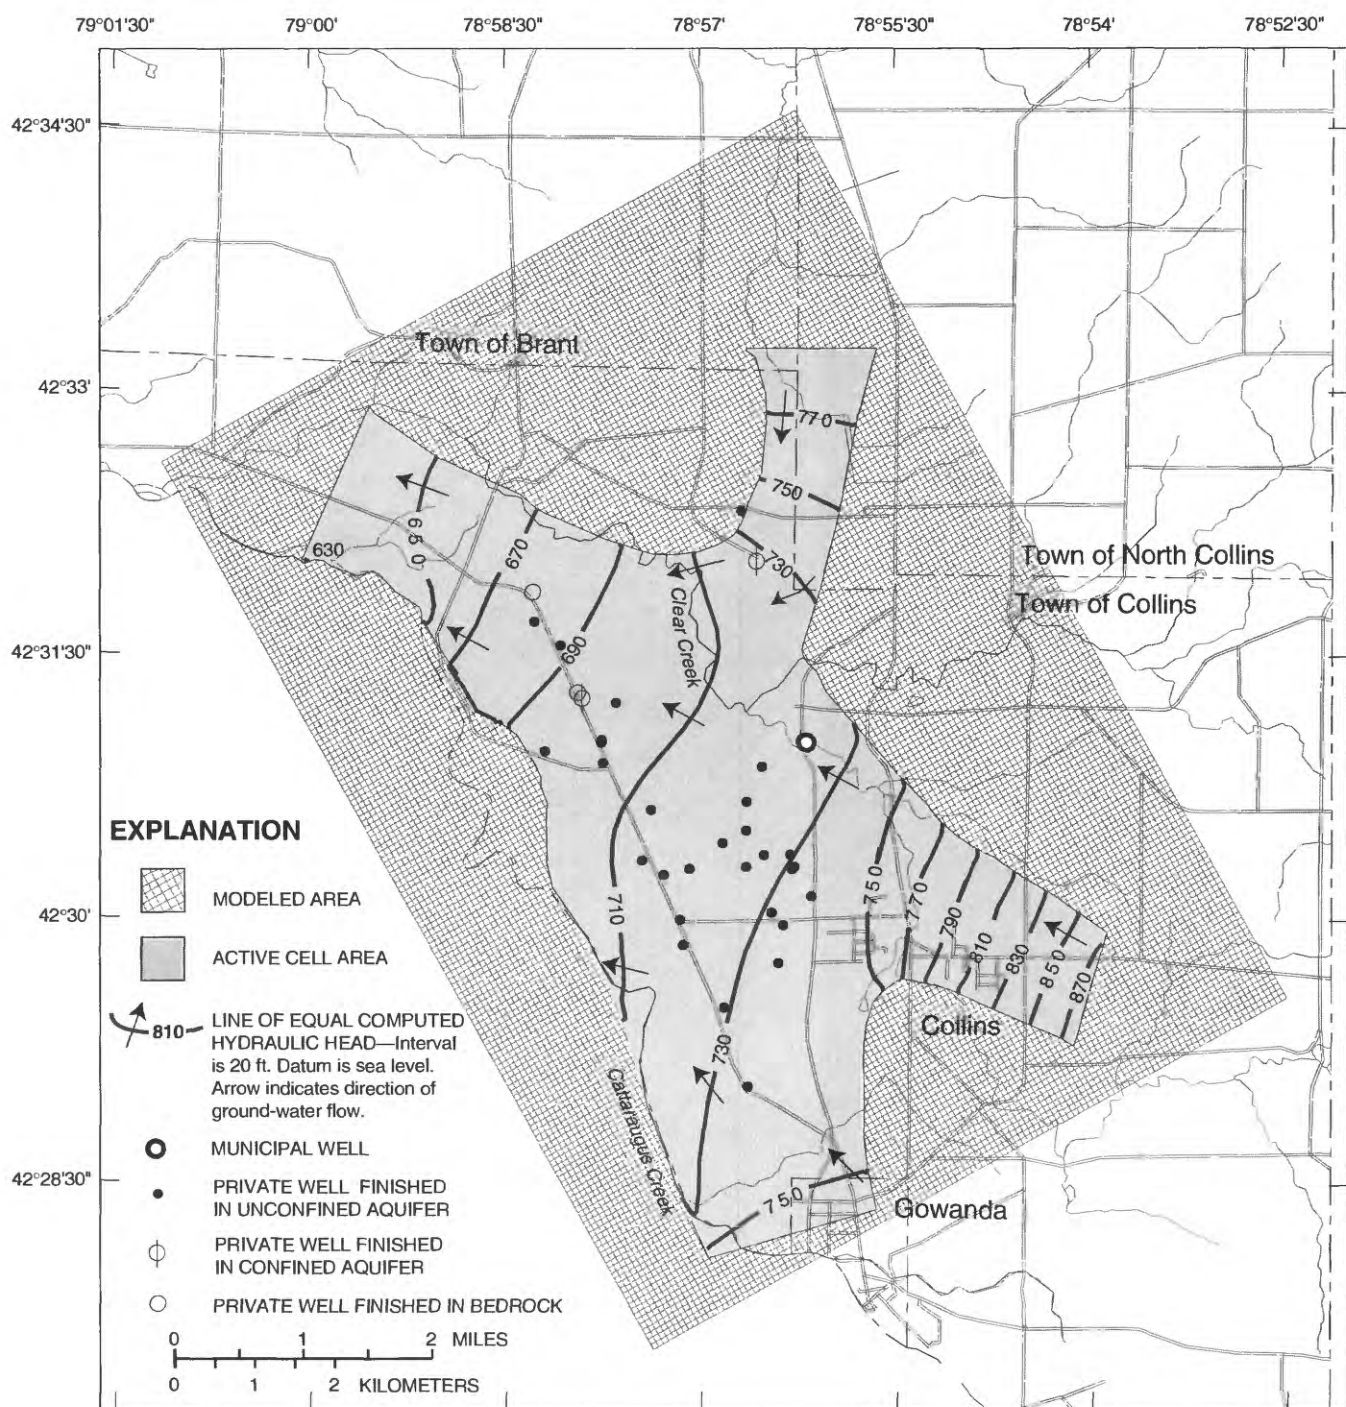 79°01'30"
79°00'
78°58'30"
78°57'
78°55'30"
78°54'
78°52'30"
42°34'30"
42°33'
42°31'30"
42°30'
42°28'30"
Town of Brant
770
750
730
650
630
670
690
Clear Creek
Town of North Collins
Town of Collins
710
750
770
790
810
830
850
870
Collins
730
Cattaraugus Creek
750
Gowanda
EXPLANATION
MODELED AREA
ACTIVE CELL AREA
810
LINE OF EQUAL COMPUTED
HYDRAULIC HEAD—Interval
is 20 ft. Datum is sea level.
Arrow indicates direction of
ground-water flow.
MUNICIPAL WELL
PRIVATE WELL FINISHED
IN UNCONFINED AQUIFER
PRIVATE WELL FINISHED
IN CONFINED AQUIFER
PRIVATE WELL FINISHED IN BEDROCK
0 1 2 MILES
0 1 2 KILOMETERS